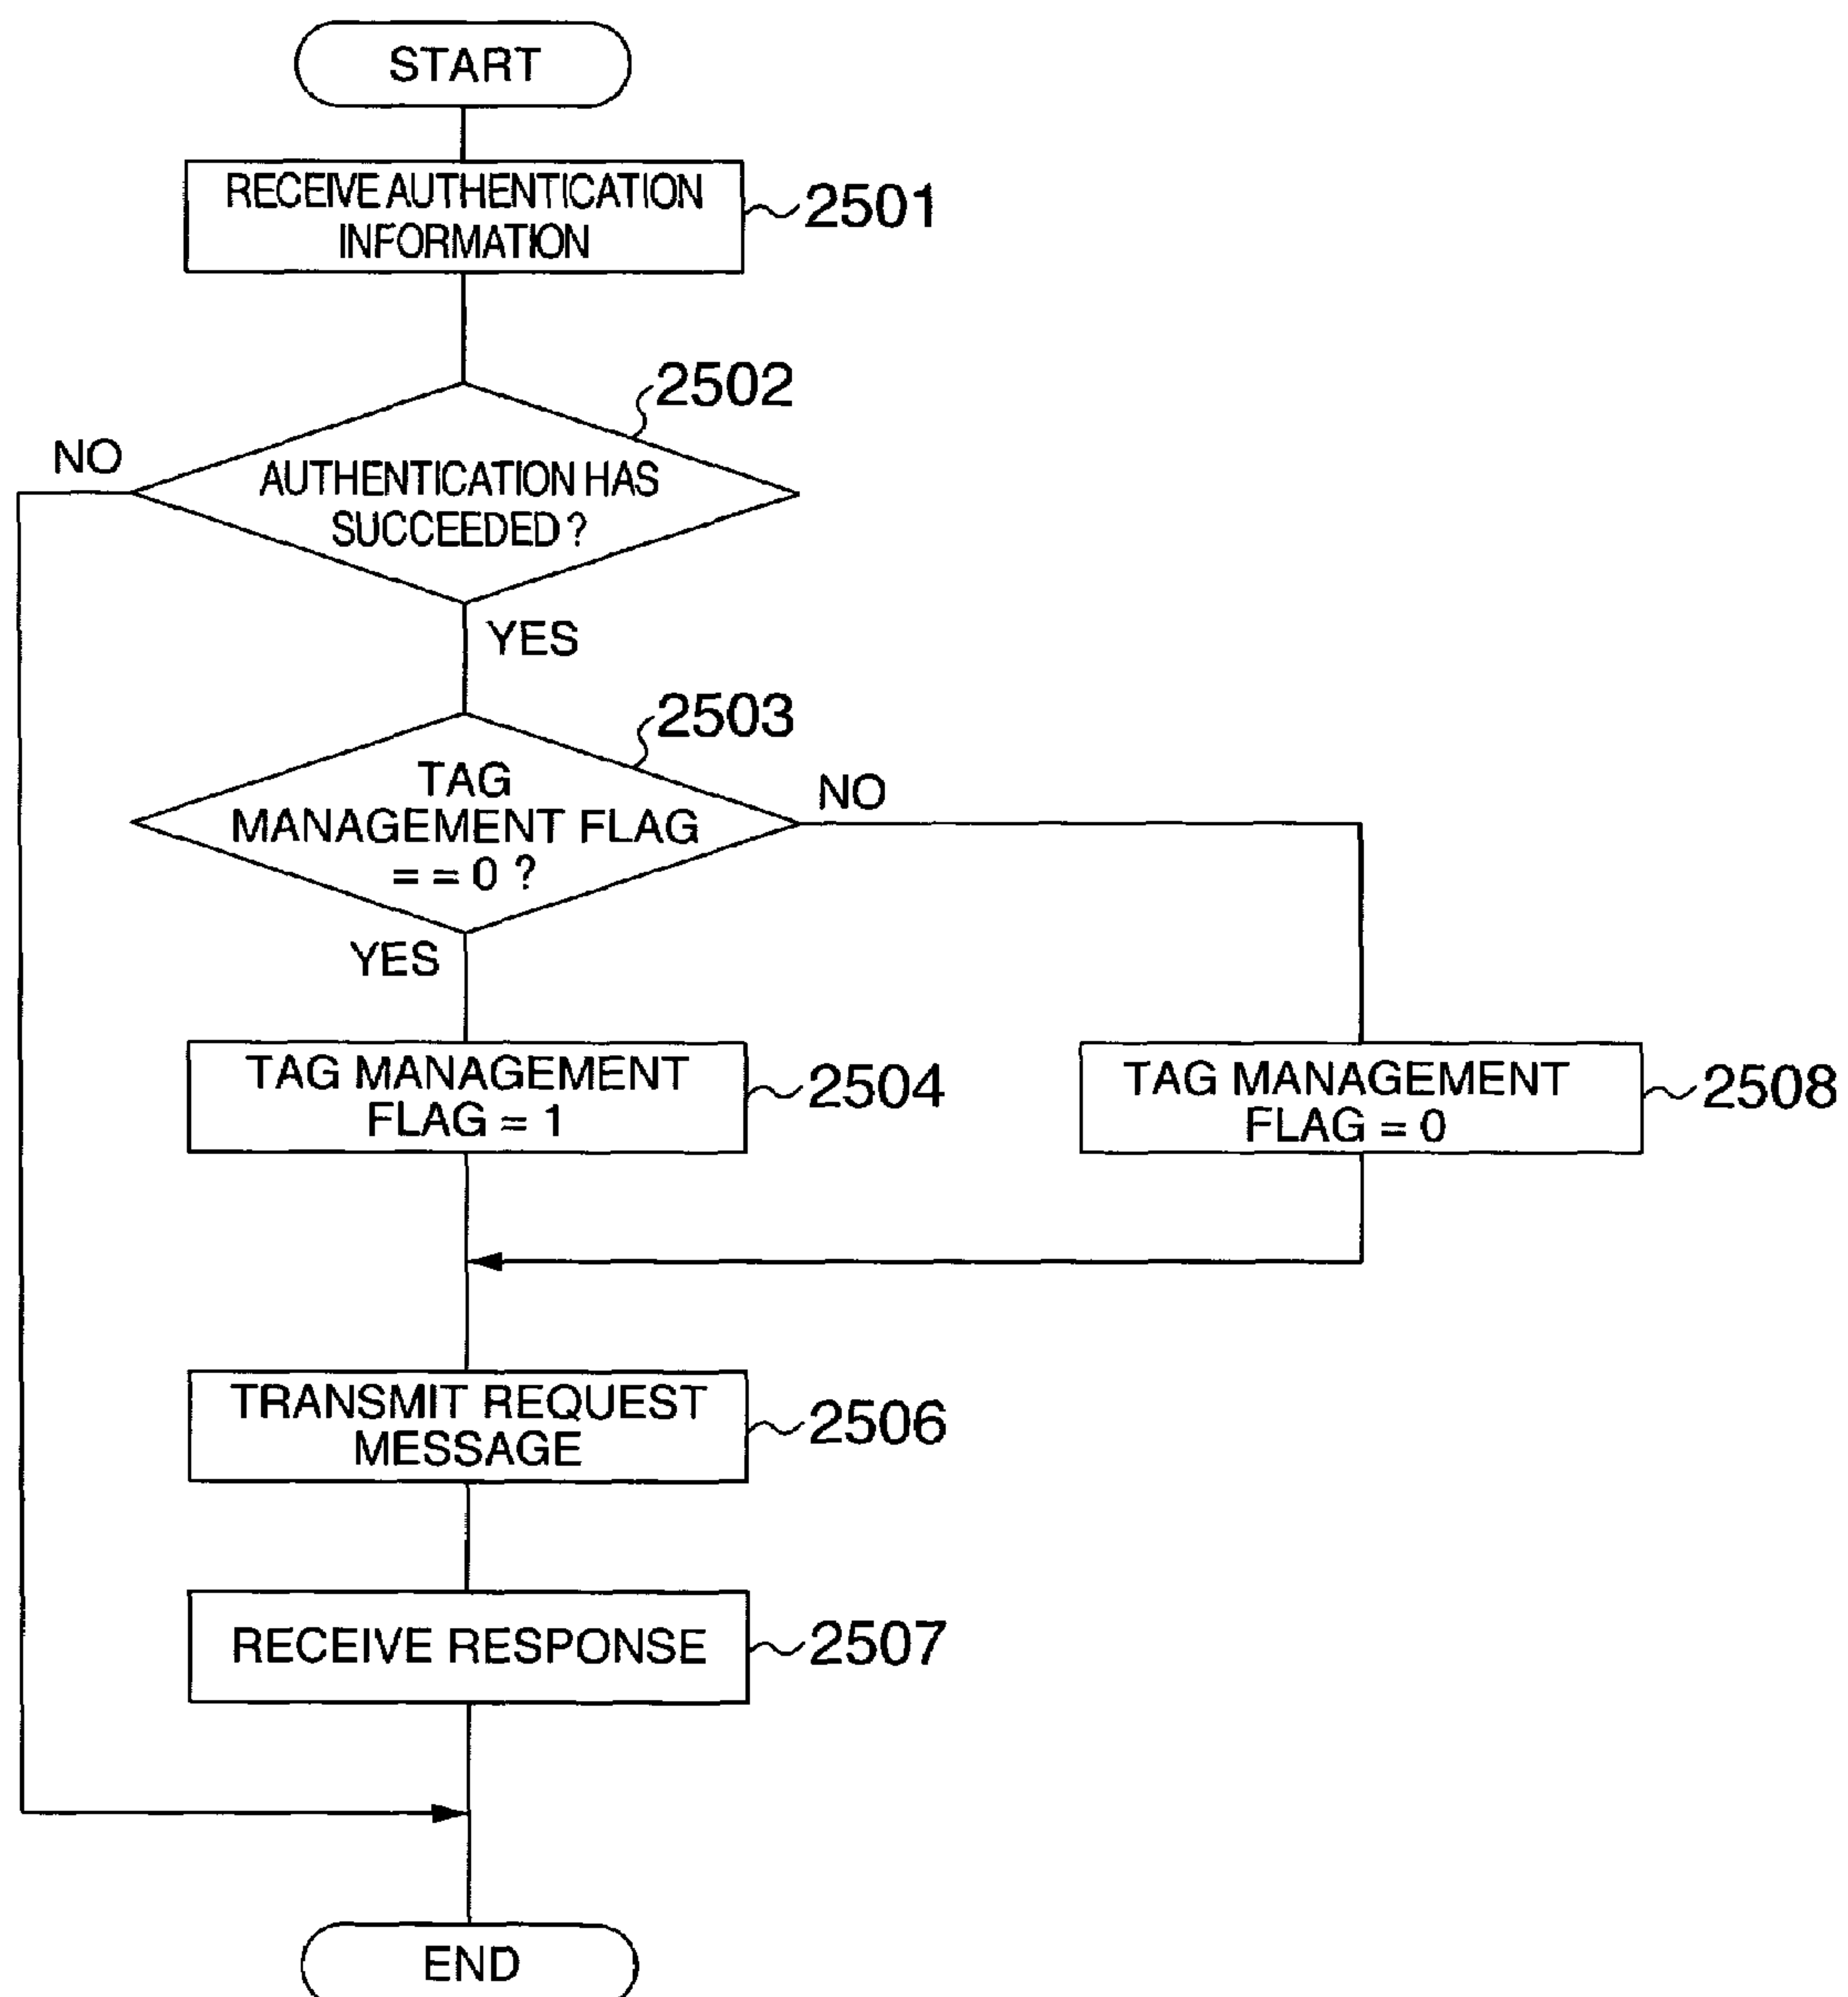 START
RECEIVE AUTHENTICATION
INFORMATION
2501
2502
NO
AUTHENTICATION HAS
SUCCEEDED ?
YES
2503
TAG
MANAGEMENT FLAG
= = 0 ?
NO
YES
TAG MANAGEMENT
FLAG = 1
2504
TAG MANAGEMENT
FLAG = 0
2508
TRANSMIT REQUEST
MESSAGE
2506
RECEIVE RESPONSE
2507
END